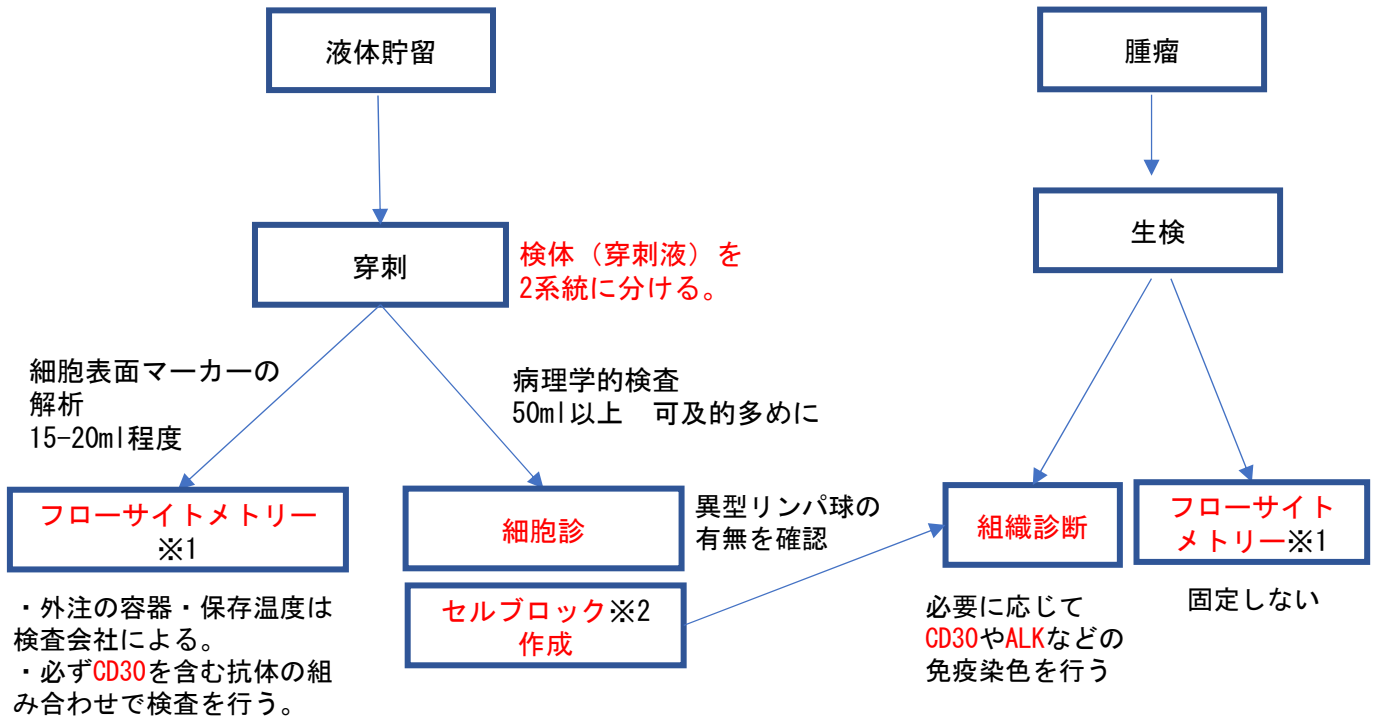 液体貯留
腫瘤
穿刺
検体（穿刺液）を
2系統に分ける。
生検
細胞表面マーカーの
解析
15-20ml程度
病理学的検査
50ml以上　可及的多めに
フローサイトメトリー
※1
細胞診
異型リンパ球の
有無を確認
組織診断
フローサイト
メトリー※1
・外注の容器・保存温度は
検査会社による。
・必ずCD30を含む抗体の組
み合わせで検査を行う。
セルブロック※2
作成
必要に応じて
CD30やALKなどの
免疫染色を行う
固定しない